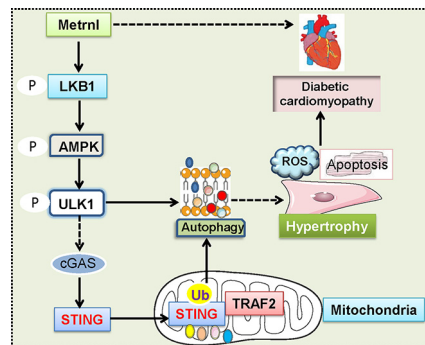 Metrnl
P
LKB1
Diabetic
cardiomyopathy
P
AMPK
ROS
Apoptosis
P
ULK1
Autophagy
Hypertrophy
cGAS
Ub
STING
STING
TRAF2
Mitochondria